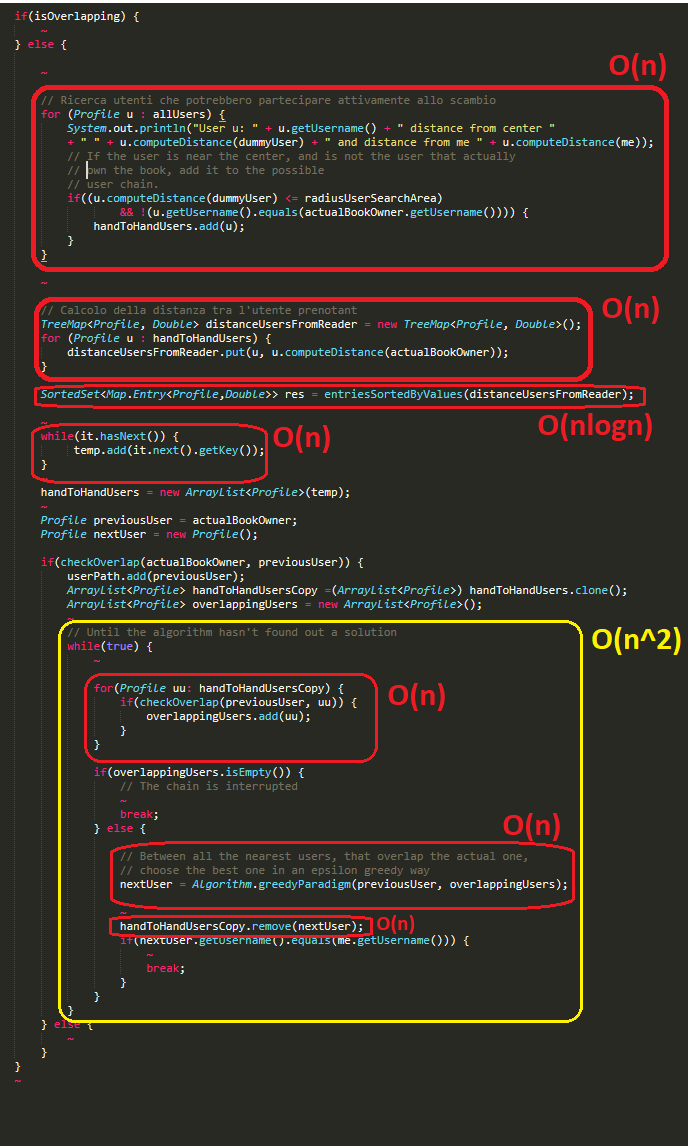 if(isOverlapping) {
~
} else {
~
O(n)
// Ricerca utenti che potrebbero partecipare attivamente allo scambio
for (Profile u : allUsers) {
System.out.println("User u: " + u.getUsername() + " distance from center "
+ " " + u.computeDistance(dummyUser) + " and distance from me " + u.computeDistance(me));
// If the user is near the center, and is not the user that actually
// own the book, add it to the possible
// user chain.
if((u.computeDistance(dummyUser) <= radiusUserSearchArea)
&& !(u.getUsername().equals(actualBookOwner.getUsername()))) {
handToHandUsers.add(u);
}
}
~
O(n)
// Calcolo della distanza tra l'utente prenotant
TreeMap<Profile, Double> distanceUsersFromReader = new TreeMap<Profile, Double>();
for (Profile u : handToHandUsers) {
distanceUsersFromReader.put(u, u.computeDistance(actualBookOwner));
}
SortedSet<Map.Entry<Profile,Double>> res = entriesSortedByValues(distanceUsersFromReader);
O(nlogn)
~
while(it.hasNext()) {
O(n)
temp.add(it.next().getKey());
}
handToHandUsers = new ArrayList<Profile>(temp);
~
Profile previousUser = actualBookOwner;
Profile nextUser = new Profile();
if(checkOverlap(actualBookOwner, previousUser)) {
userPath.add(previousUser);
ArrayList<Profile> handToHandUsersCopy =(ArrayList<Profile>) handToHandUsers.clone();
ArrayList<Profile> overlappingUsers = new ArrayList<Profile>();
~
// Until the algorithm hasn't found out a solution
O(n^2)
while(true) {
~
for(Profile uu: handToHandUsersCopy) {
O(n)
if(checkOverlap(previousUser, uu)) {
overlappingUsers.add(uu);
}
}
if(overlappingUsers.isEmpty()) {
// The chain is interrupted
~
break;
} else {
O(n)
// Between all the nearest users, that overlap the actual one,
// choose the best one in an epsilon greedy way
nextUser = Algorithm.greedyParadigm(previousUser, overlappingUsers);
~
handToHandUsersCopy.remove(nextUser);
O(n)
if(nextUser.getUsername().equals(me.getUsername())) {
~
break;
}
}
}
} else {
~
}
}
~